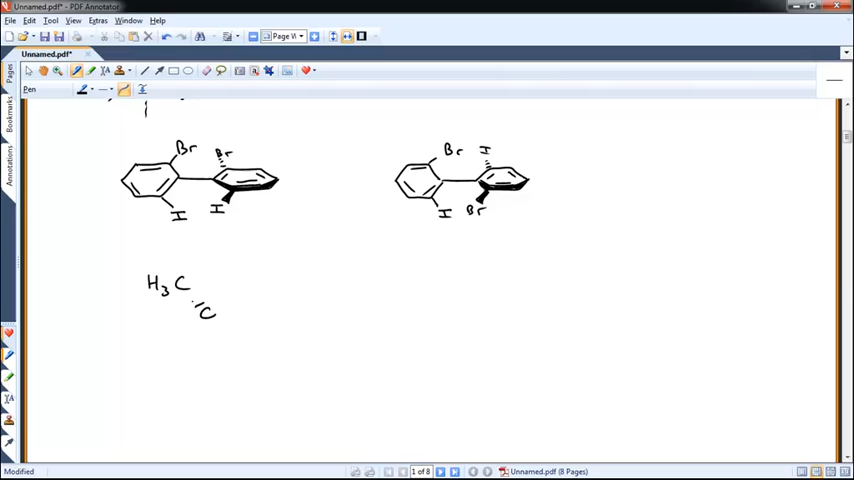 Unnamed.pdf* - PDF Annotator
File Edit Tool View Extras Window Help
Page W
Unnamed.pdf*
Pen
Pages
Bookmarks
Annotations
Br Br
I I
Br I
I Br
H3C
C
Modified
1 of 8
Unnamed.pdf (8 Pages)